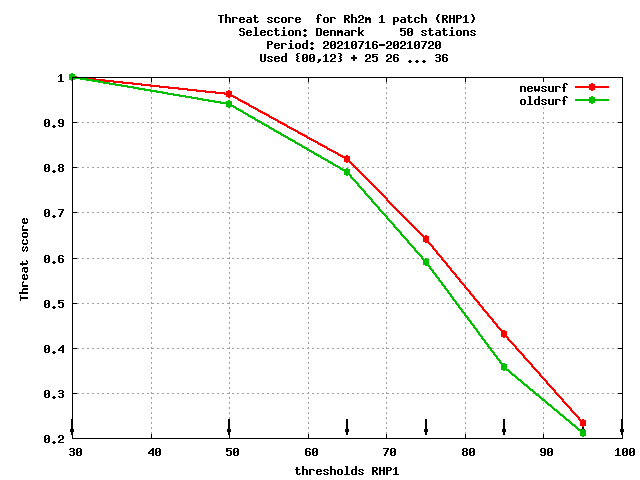 Threat score  for Rh2m 1 patch (RHP1)
Selection: Denmark     50 stations
Period: 20210716-20210720
Used {00,12} + 25 26 ... 36
newsurf
oldsurf
1
0.9
0.8
0.7
0.6
0.5
0.4
0.3
0.2
Threat score
30 40 50 60 70 80 90 100
thresholds RHP1